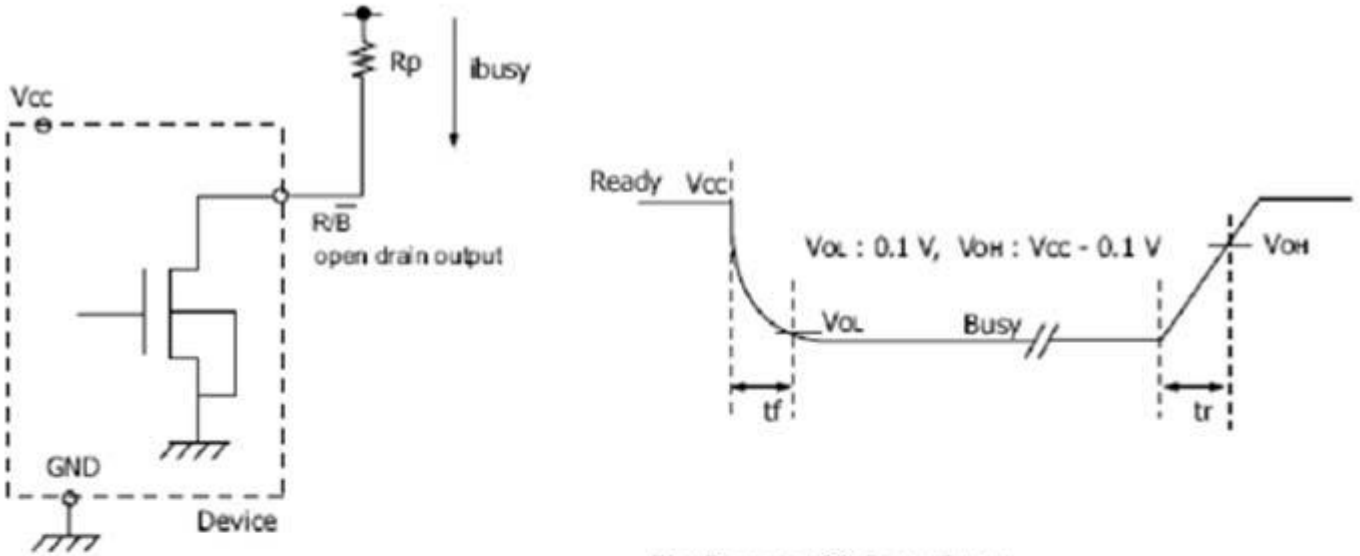 Rp
ibusy
Vcc
R/B̅
open drain output
GND
Device
Ready Vcc
VOL : 0.1 V, VOH : VCC - 0.1 V
VOH
VOL
Busy
tf
tr